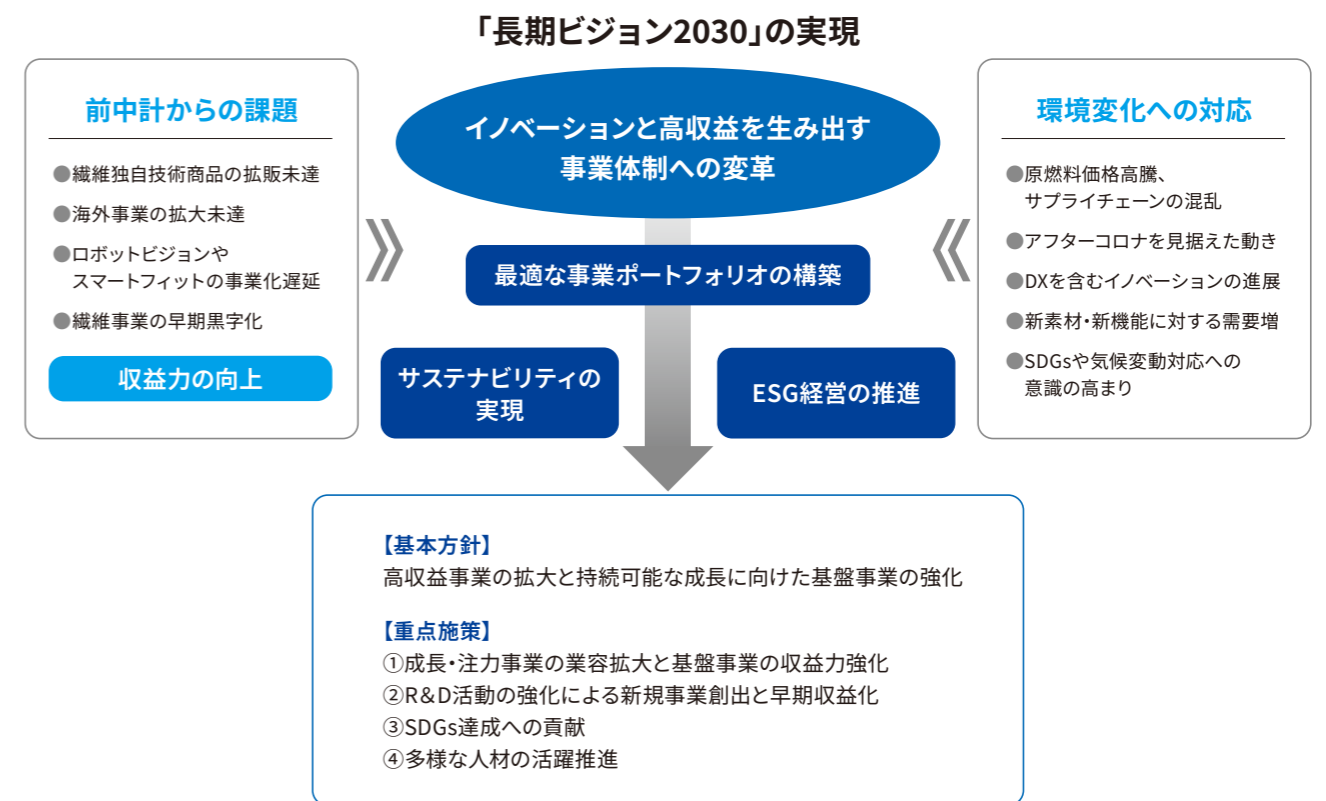 「長期ビジョン2030」の実現
前中計からの課題
●繊維独自技術商品の拡販未達
●海外事業の拡大未達
●ロボットビジョンや
スマートフィットの事業化遅延
●繊維事業の早期黒字化
収益力の向上
イノベーションと高収益を生み出す
事業体制への変革
最適な事業ポートフォリオの構築
サステナビリティの
実現
ESG経営の推進
環境変化への対応
●原燃料価格高騰、
サプライチェーンの混乱
●アフターコロナを見据えた動き
●DXを含むイノベーションの進展
●新素材・新機能に対する需要増
●SDGsや気候変動対応への
意識の高まり
【基本方針】
高収益事業の拡大と持続可能な成長に向けた基盤事業の強化
【重点施策】
①成長・注力事業の業容拡大と基盤事業の収益力強化
②R&D活動の強化による新規事業創出と早期収益化
③SDGs達成への貢献
④多様な人材の活躍推進